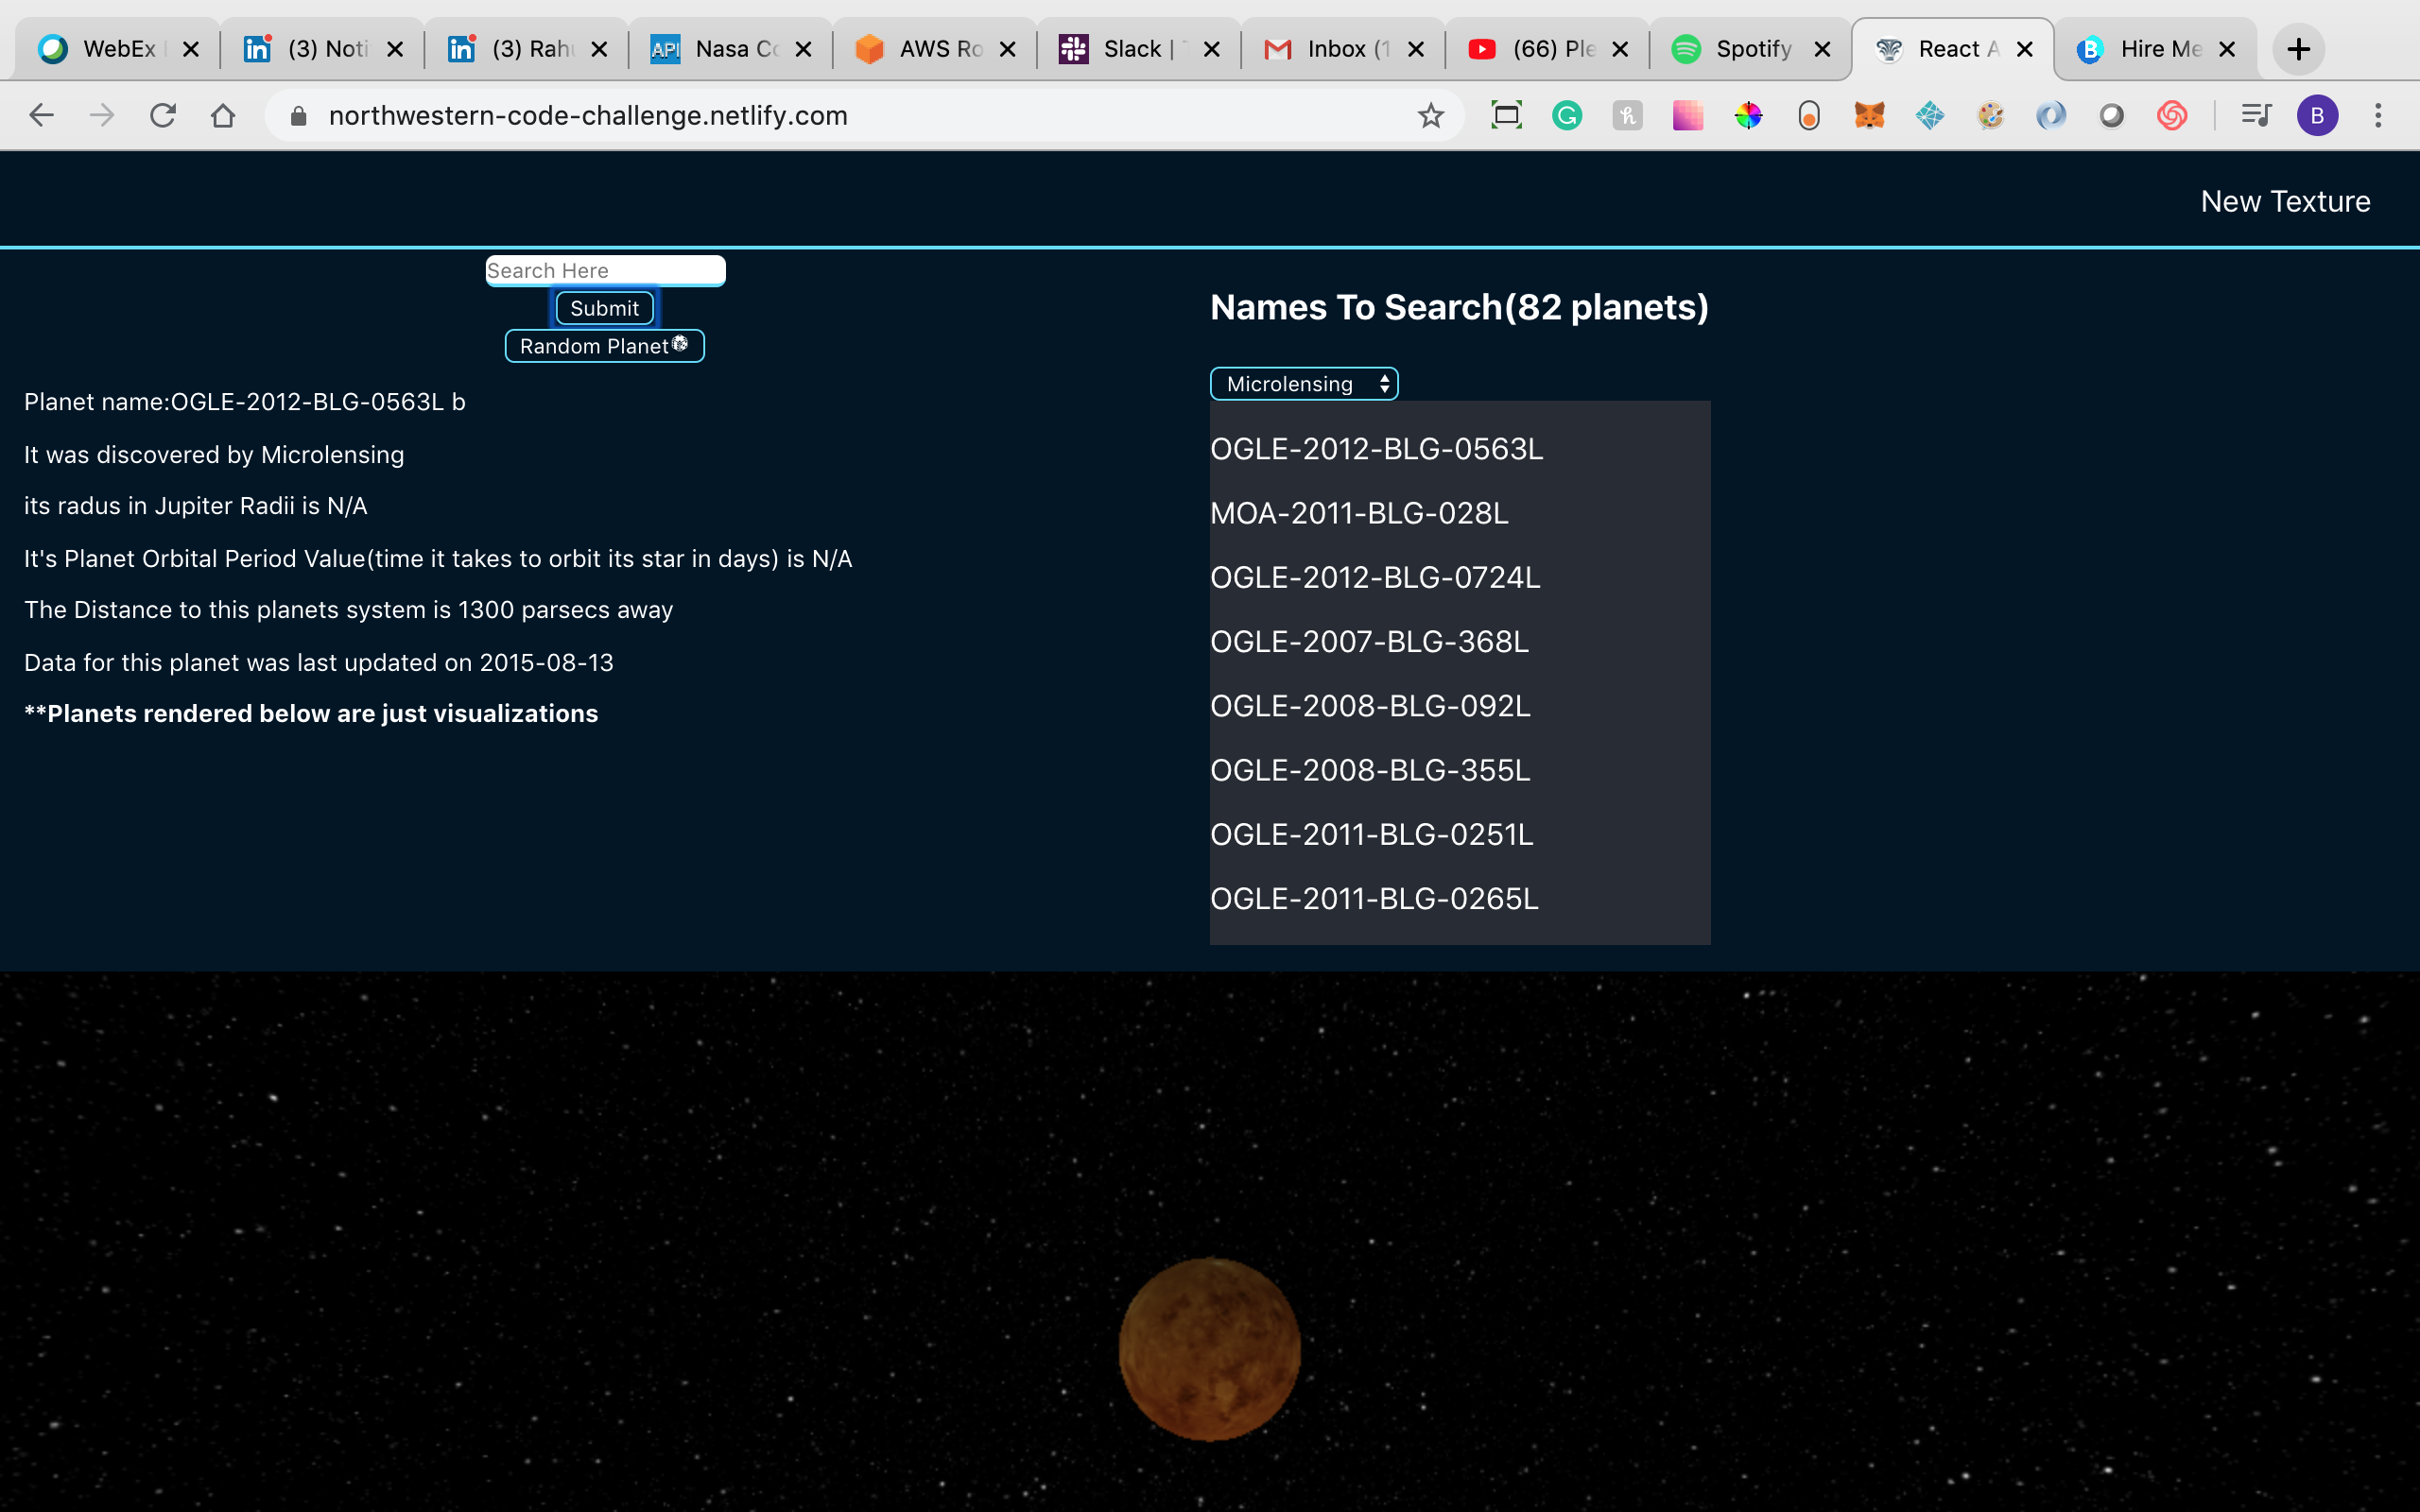 WebEx
(3) Noti
(3) Rahu
API
Nasa Co
AWS Ro
Slack |
Inbox (1
(66) Ple
Spotify
React A
Hire Me
northwestern-code-challenge.netlify.com
B
New Texture
Search Here
Submit
Random Planet
Planet name:OGLE-2012-BLG-0563L b
It was discovered by Microlensing
its radus in Jupiter Radii is N/A
It's Planet Orbital Period Value(time it takes to orbit its star in days) is N/A
The Distance to this planets system is 1300 parsecs away
Data for this planet was last updated on 2015-08-13
**Planets rendered below are just visualizations
Names To Search(82 planets)
Microlensing
OGLE-2012-BLG-0563L
MOA-2011-BLG-028L
OGLE-2012-BLG-0724L
OGLE-2007-BLG-368L
OGLE-2008-BLG-092L
OGLE-2008-BLG-355L
OGLE-2011-BLG-0251L
OGLE-2011-BLG-0265L